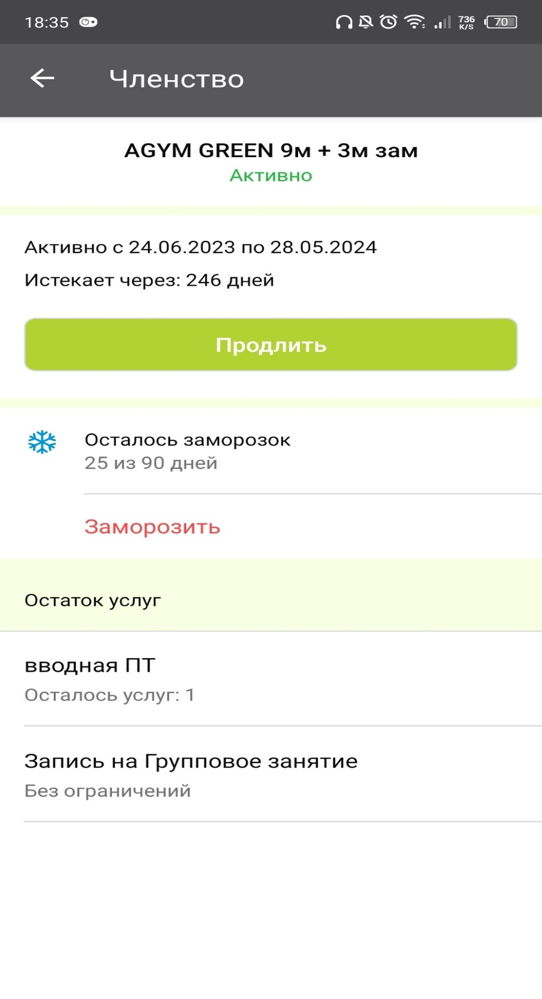 18:35
736
K/S
70
Членство
AGYM GREEN 9м + 3м зам
Активно
Активно с 24.06.2023 по 28.05.2024
Истекает через: 246 дней
Продлить
Осталось заморозок
25 из 90 дней
Заморозить
Остаток услуг
вводная ПТ
Осталось услуг: 1
Запись на Групповое занятие
Без ограничений